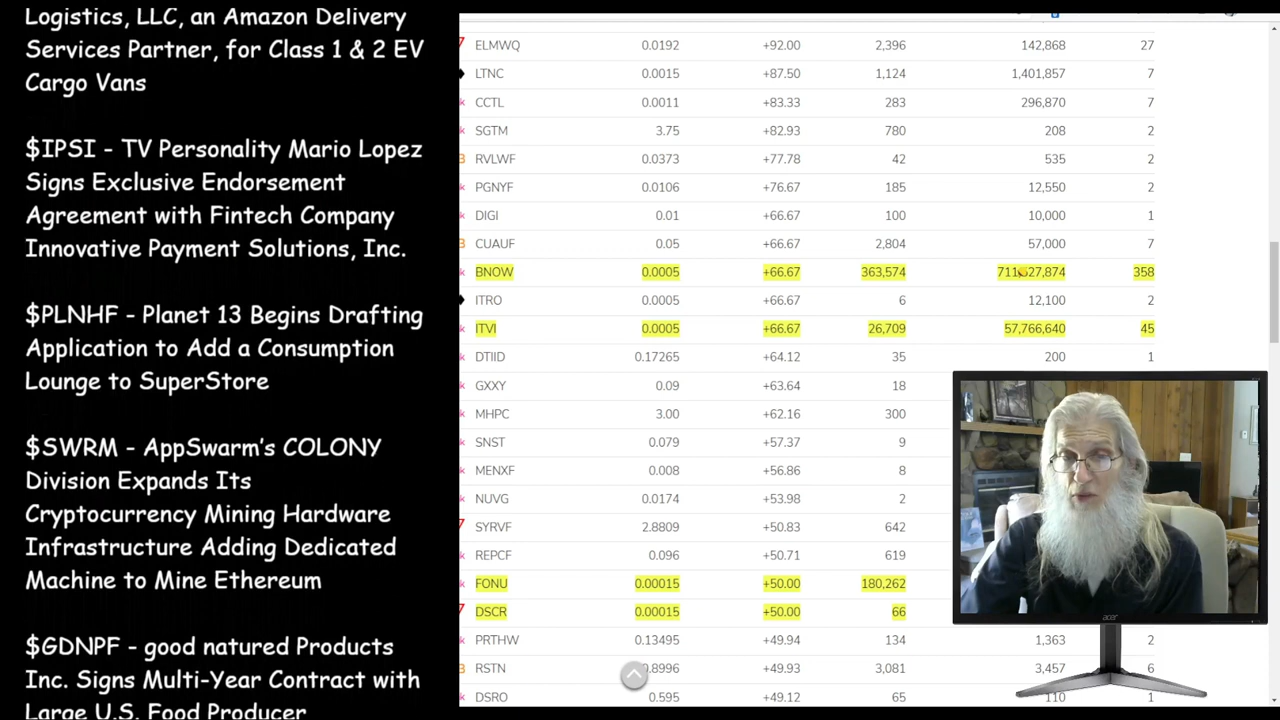 Logistics, LLC, an Amazon Delivery
Services Partner, for Class 1 & 2 EV
Cargo Vans
$IPSI - TV Personality Mario Lopez
Signs Exclusive Endorsement
Agreement with Fintech Company
Innovative Payment Solutions, Inc.
$PLNHF - Planet 13 Begins Drafting
Application to Add a Consumption
Lounge to SuperStore
$SWRM - AppSwarm's COLONY
Division Expands Its
Cryptocurrency Mining Hardware
Infrastructure Adding Dedicated
Machine to Mine Ethereum
$GDNPF - good natured Products
Inc. Signs Multi-Year Contract with
Large U.S. Food Producer
ELMWQ 0.0192 +92.00 2,396 142,868 27
LTNC 0.0015 +87.50 1,124 1,401,857 7
CCTL 0.0011 +83.33 283 296,870 7
SGTM 3.75 +82.93 780 208 2
RVLWF 0.0373 +77.78 42 535 2
PGNYF 0.0106 +76.67 185 12,550 2
DIGI 0.01 +66.67 100 10,000 1
CUAUF 0.05 +66.67 2,804 57,000 7
BNOW 0.0005 +66.67 363,574 358
ITRO 0.0005 +66.67 6 12,100 2
ITVI 0.0005 +66.67 26,709 57,766,640 45
DTIID 0.17265 +64.12 35 200 1
GXXY 0.09 +63.64 18
MHPC 3.00 +62.16 300
SNST 0.079 +57.37 9
MENXF 0.008 +56.86 8
NUVG 0.0174 +53.98 2
SYRVF 2.8809 +50.83 642
REPCF 0.096 +50.71 619
FONU 0.00015 +50.00 180,262
DSCR 0.00015 +50.00 66
PRTHW 0.13495 +49.94 134 1,363 2
RSTN +49.93 3,081 3,457 6
DSRO 0.595 +49.12 65 110 1
acer